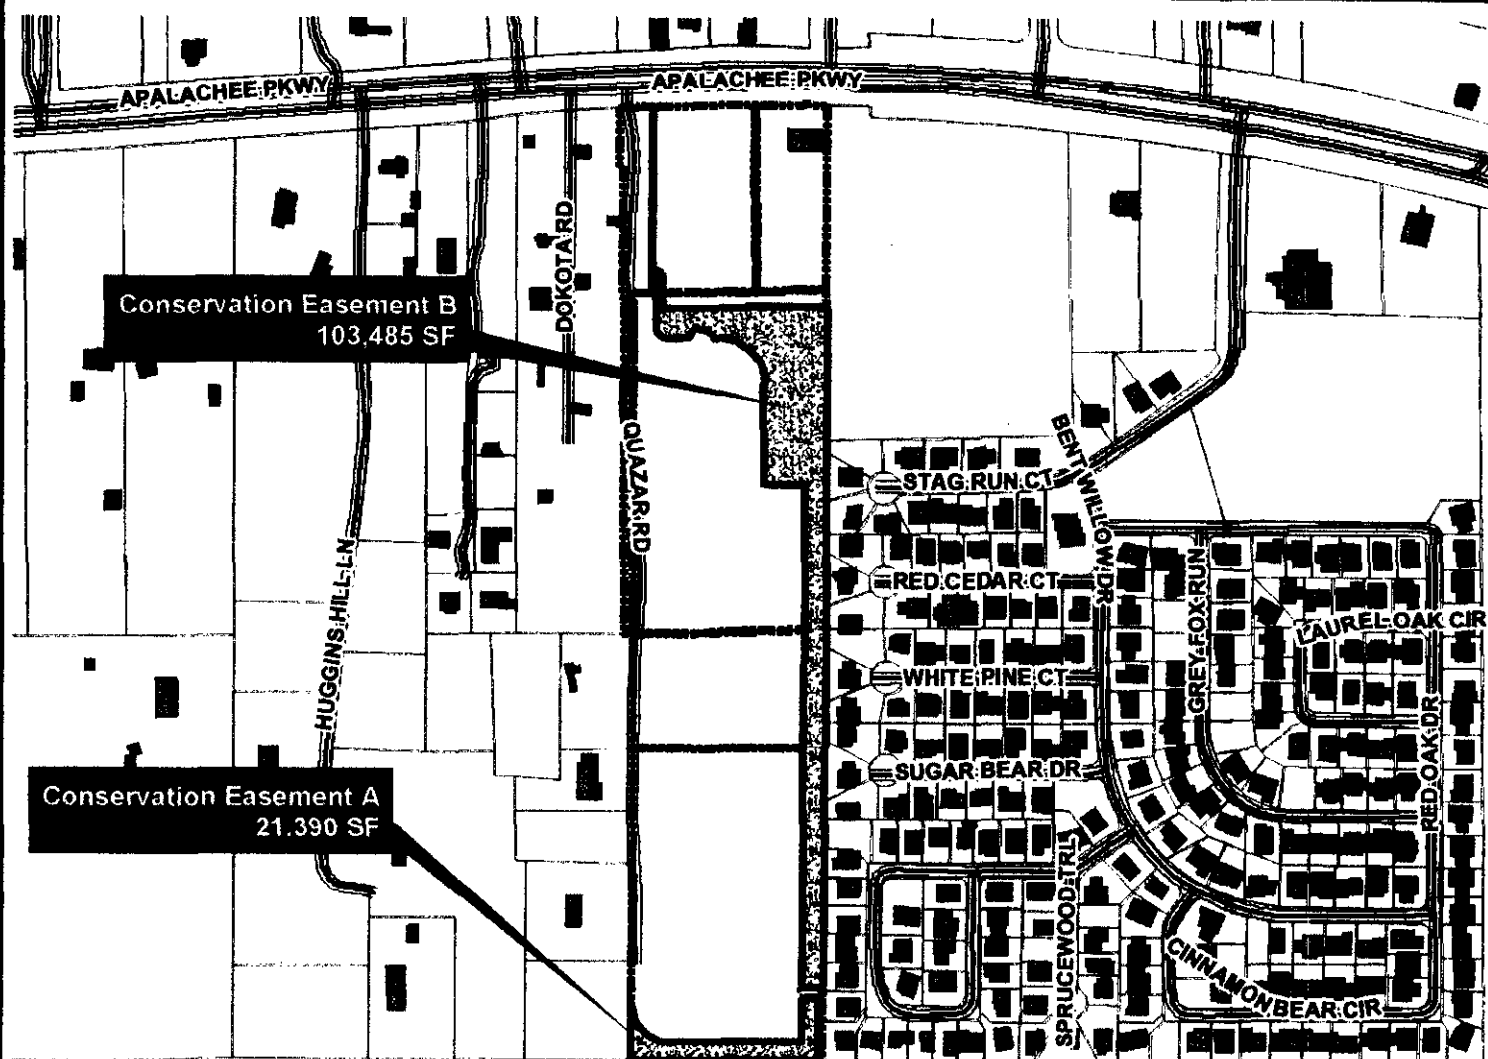 APALACHEE PKWY
APALACHEE PKWY
DOKOTA RD
Conservation Easement B
103,485 SF
QUAZAR RD
HUGGINS HILL LN
STAG RUN CT
BENT WILLOW DR
RED CEDAR CT
GREY FOX RUN
LAUREL OAK CIR
WHITE PINE CT
SUGAR BEAR DR
RED OAK DR
Conservation Easement A
21.390 SF
SPRUCEWOOD TRL
CINNAMON BEAR CIR